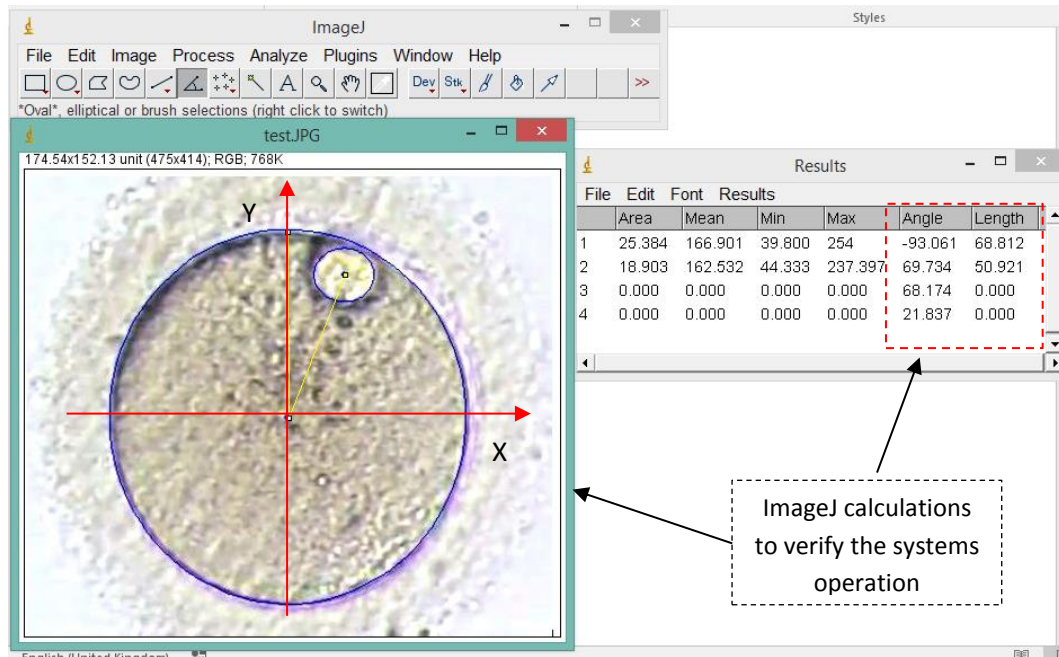 Styles
ImageJ
File Edit Image Process Analyze Plugins Window Help
A Dev Stk >>
*Oval*, elliptical or brush selections (right click to switch)
test.JPG
174.54x152.13 unit (475x414); RGB; 768K
Y
X
Results
File Edit Font Results
Area Mean Min Max Angle Length
1 25.384 166.901 39.800 254 -93.061 68.812
2 18.903 162.532 44.333 237.397 69.734 50.921
3 0.000 0.000 0.000 0.000 68.174 0.000
4 0.000 0.000 0.000 0.000 21.837 0.000
ImageJ calculations
to verify the systems
operation
English (United Kingdom)